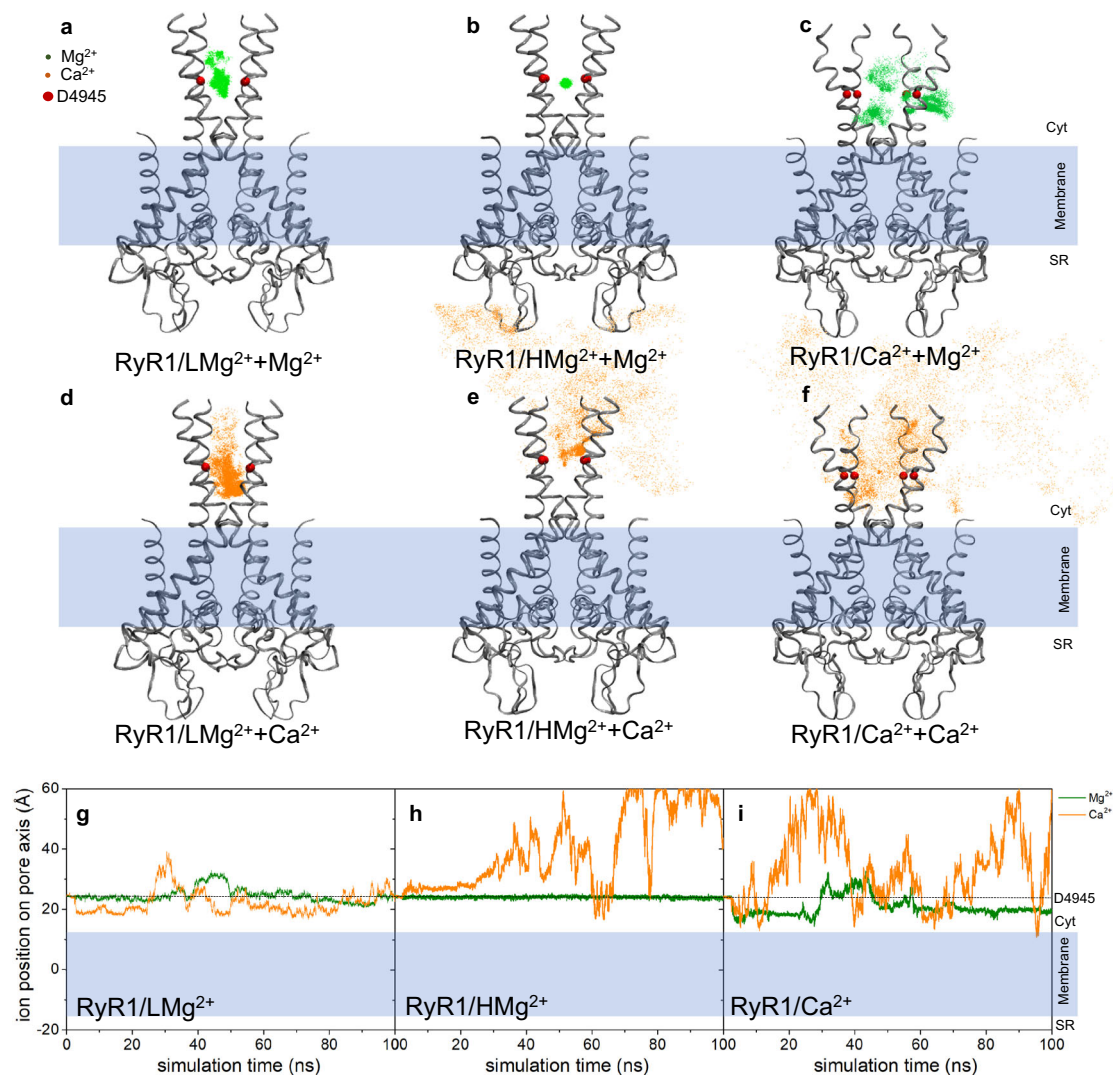 a
b
c
Mg²⁺
Ca²⁺
D4945
Cyt
Membrane
SR
RyR1/LMg²⁺+Mg²⁺
RyR1/HMg²⁺+Mg²⁺
RyR1/Ca²⁺+Mg²⁺
d
e
f
Cyt
Membrane
SR
RyR1/LMg²⁺+Ca²⁺
RyR1/HMg²⁺+Ca²⁺
RyR1/Ca²⁺+Ca²⁺
ion position on pore axis (Å)
60
40
20
0
-20
g
h
i
Mg²⁺
Ca²⁺
D4945
Cyt
Membrane
SR
RyR1/LMg²⁺
RyR1/HMg²⁺
RyR1/Ca²⁺
0 20 40 60 80 100 20 40 60 80 100 20 40 60 80 100
simulation time (ns) simulation time (ns) simulation time (ns)